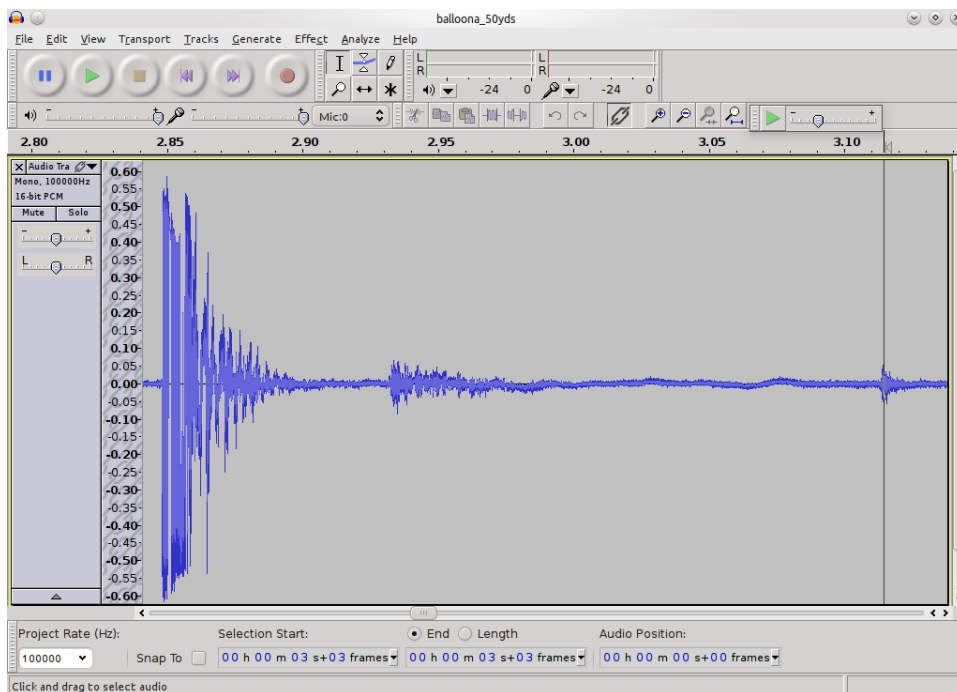 balloona_50yds
File Edit View Transport Tracks Generate Effect Analyze Help
L
R
-24 0
L
R
-24 0
- + - + Mic:0 - +
2.80 2.85 2.90 2.95 3.00 3.05 3.10
Audio Tra
Mono, 100000Hz
16-bit PCM
Mute Solo
- +
L R
0.60
0.55
0.50
0.45
0.40
0.35
0.30
0.25
0.20
0.15
0.10
0.05
0.00
-0.05
-0.10
-0.15
-0.20
-0.25
-0.30
-0.35
-0.40
-0.45
-0.50
-0.55
-0.60
Project Rate (Hz): Selection Start: End Length Audio Position:
100000 Snap To 00 h 00 m 03 s+03 frames 00 h 00 m 03 s+03 frames 00 h 00 m 00 s+00 frames
Click and drag to select audio